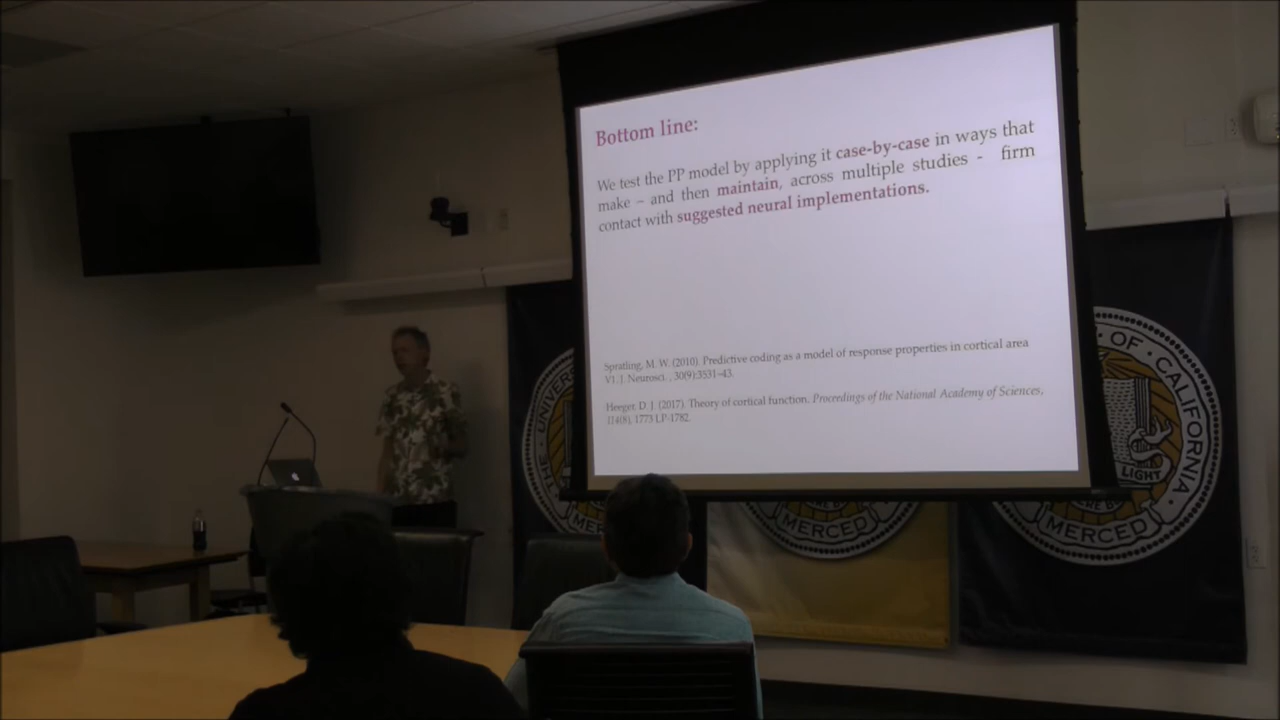 Bottom line:
We test the PP model by applying it case-by-case in ways that
make – and then maintain, across multiple studies - firm
contact with suggested neural implementations.
Spratling, M. W. (2010). Predictive coding as a model of response properties in cortical area
V1. J. Neurosci. , 30(9):3531–43.
Heeger, D. J. (2017). Theory of cortical function. Proceedings of the National Academy of Sciences,
114(8), 1773 LP-1782.
THE · UNIVER
MERCED
OF · CALIFORNIA
LIGHT
MERCED